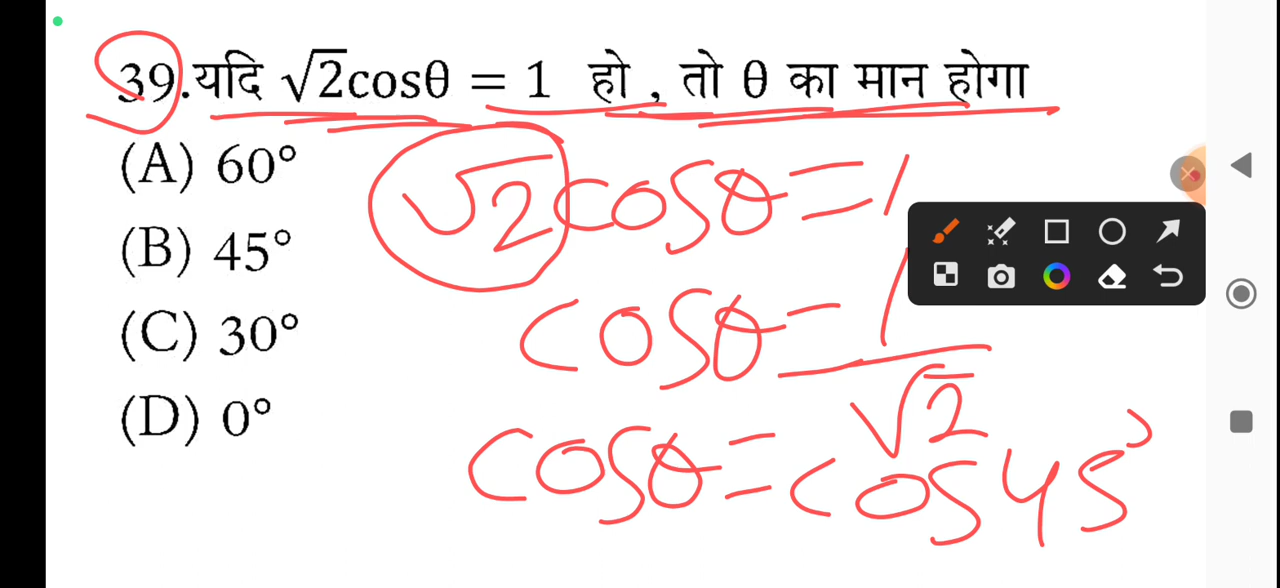 39.यदि √2cosθ = 1 हो , तो θ का मान होगा
(A) 60°
(B) 45°
(C) 30°
(D) 0°
√2cosθ=1
cosθ=1/√2
cosθ=cos45°